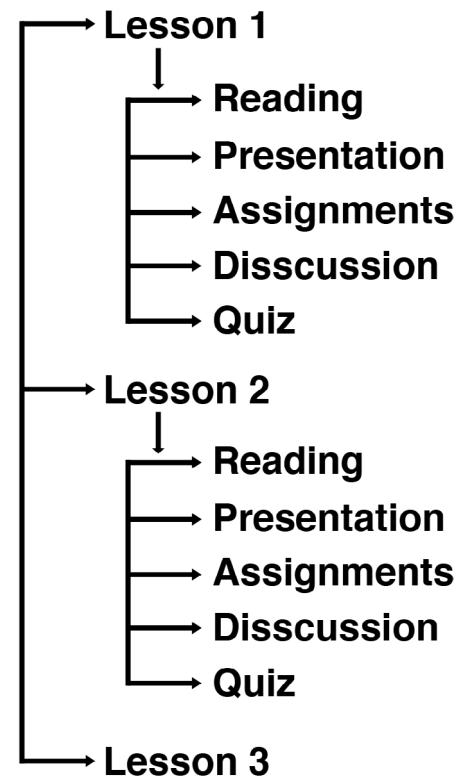 Lesson 1
Reading
Presentation
Assignments
Disscussion
Quiz
Lesson 2
Reading
Presentation
Assignments
Disscussion
Quiz
Lesson 3